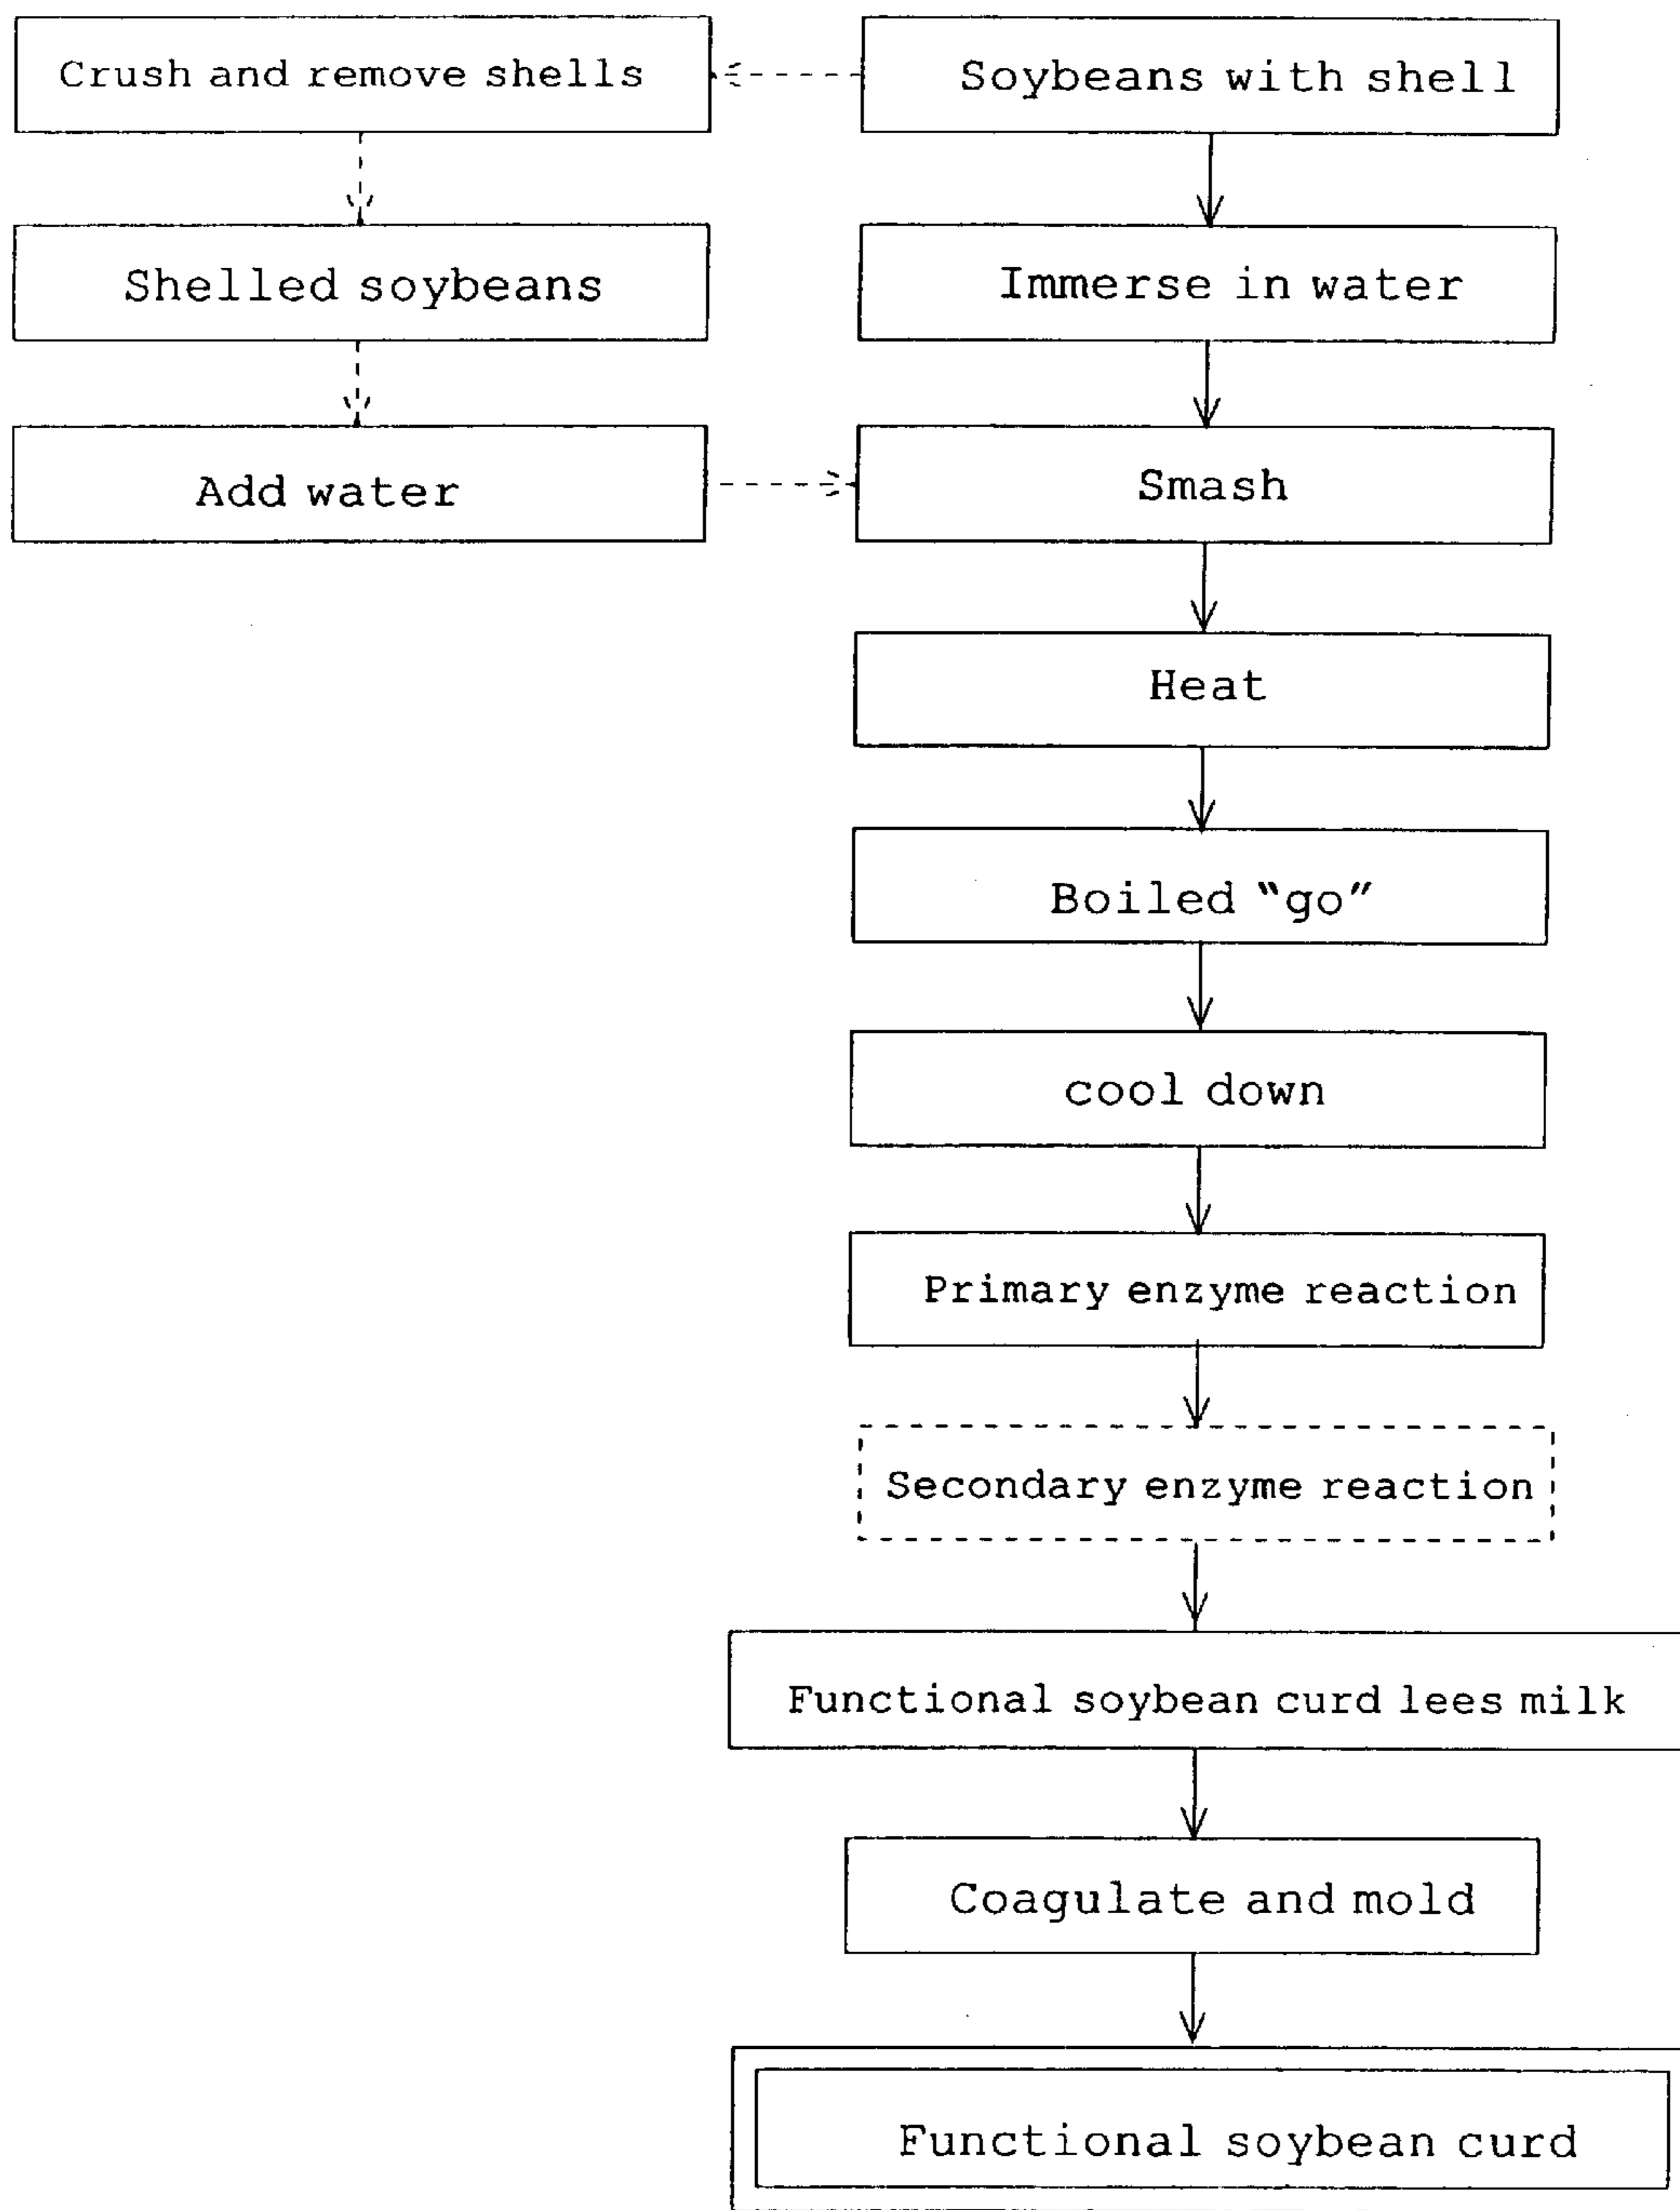 Crush and remove shells
Soybeans with shell
Shelled soybeans
Immerse in water
Add water
Smash
Heat
Boiled “go”
cool down
Primary enzyme reaction
Secondary enzyme reaction
Functional soybean curd lees milk
Coagulate and mold
Functional soybean curd